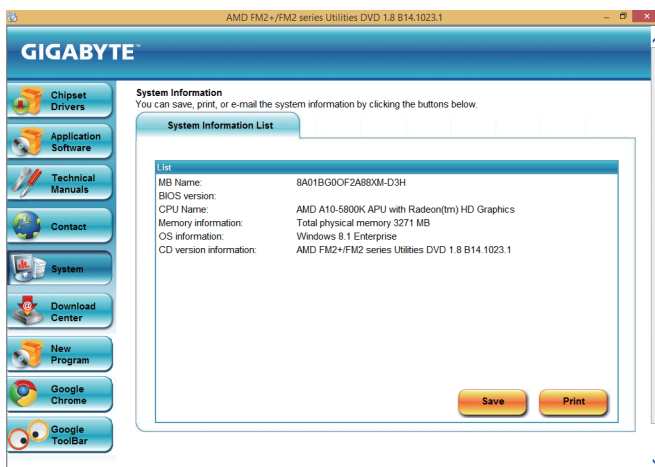 AMD FM2+/FM2 series Utilities DVD 1.8 B14.1023.1
GIGABYTE™
Chipset
Drivers
Application
Software
Technical
Manuals
Contact
System
Download
Center
New
Program
Google
Chrome
Google
ToolBar
System Information
You can save, print, or e-mail the system information by clicking the buttons below.
System Information List
List
MB Name: 8A01BG0OF2A88XM-D3H
BIOS version:
CPU Name: AMD A10-5800K APU with Radeon(tm) HD Graphics
Memory information: Total physical memory 3271 MB
OS information: Windows 8.1 Enterprise
CD version information: AMD FM2+/FM2 series Utilities DVD 1.8 B14.1023.1
Save Print